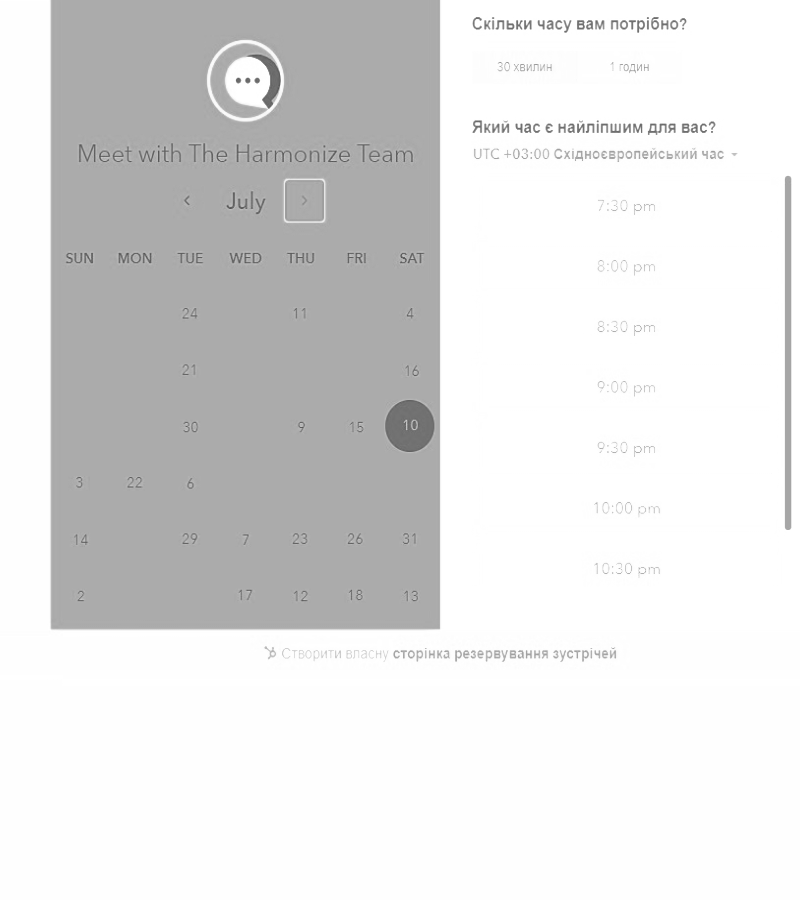 Скільки часу вам потрібно?
30 хвилин 1 годин
Meet with The Harmonize Team
July
SUN MON TUE WED THU FRI SAT
24 11 4
21 16
30 9 15 10
3 22 6
14 29 7 23 26 31
2 17 12 18 13
Який час є найліпшим для вас?
UTC +03:00 Східноєвропейський час
7:30 pm
8:00 pm
8:30 pm
9:00 pm
9:30 pm
10:00 pm
10:30 pm
Створити власну сторінка резервування зустрічей